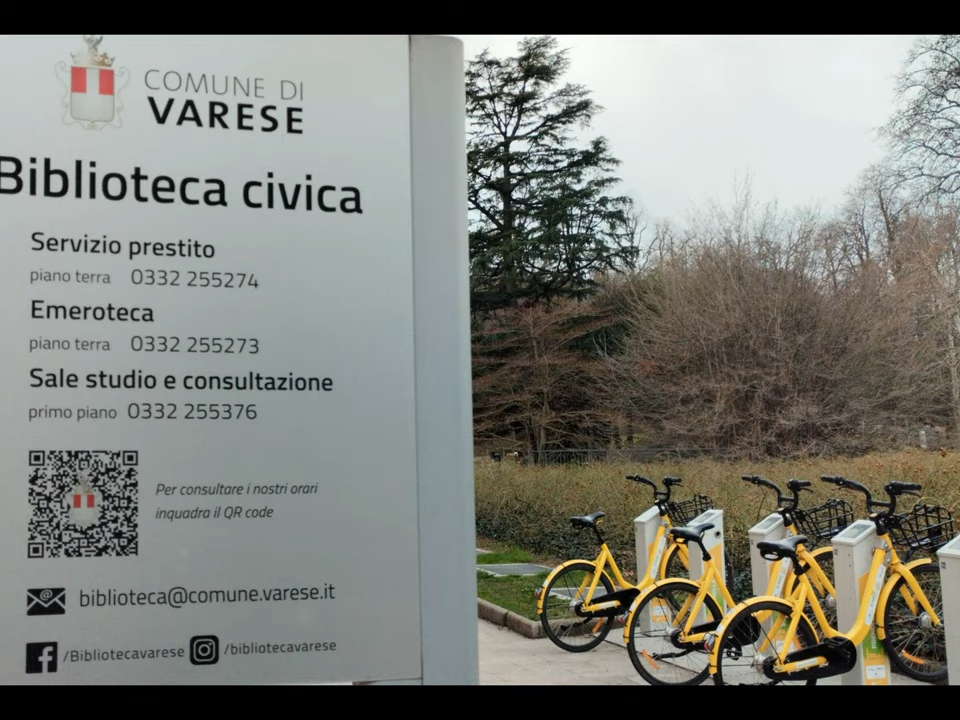 COMUNE DI
VARESE
Biblioteca civica
Servizio prestito
piano terra 0332 255274
Emeroteca
piano terra 0332 255273
Sale studio e consultazione
primo piano 0332 255376
Per consultare i nostri orari
inquadra il QR code
biblioteca@comune.varese.it
/Bibliotecavarese /bibliotecavarese